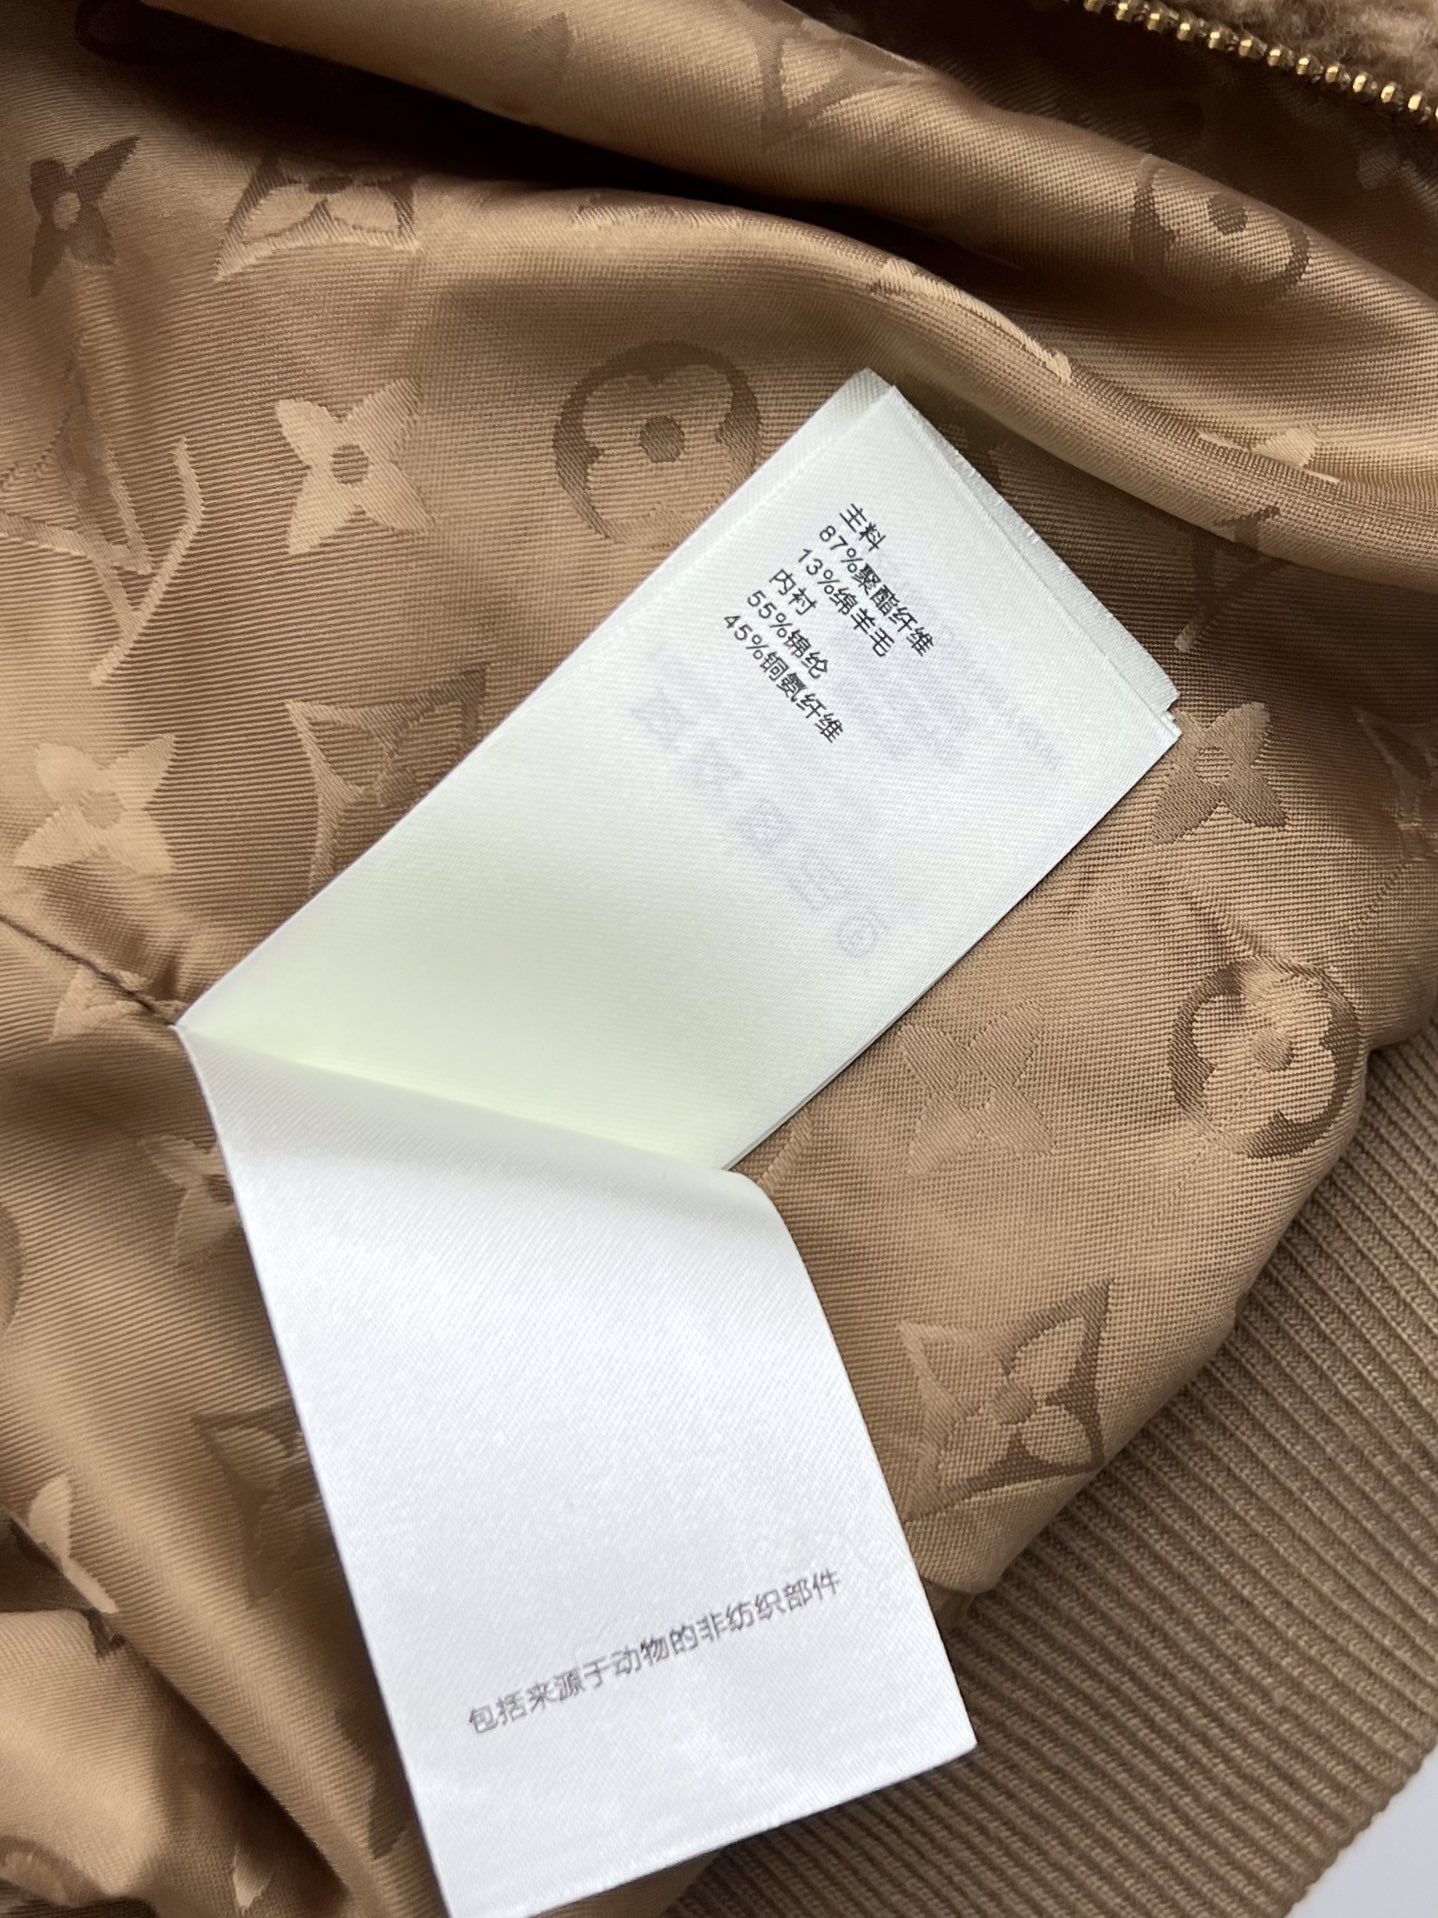 主料
87%聚酯纤维
13%绵羊毛
内衬
55%锦纶
45%铜氨纤维
包括来源于动物的非纺织部件